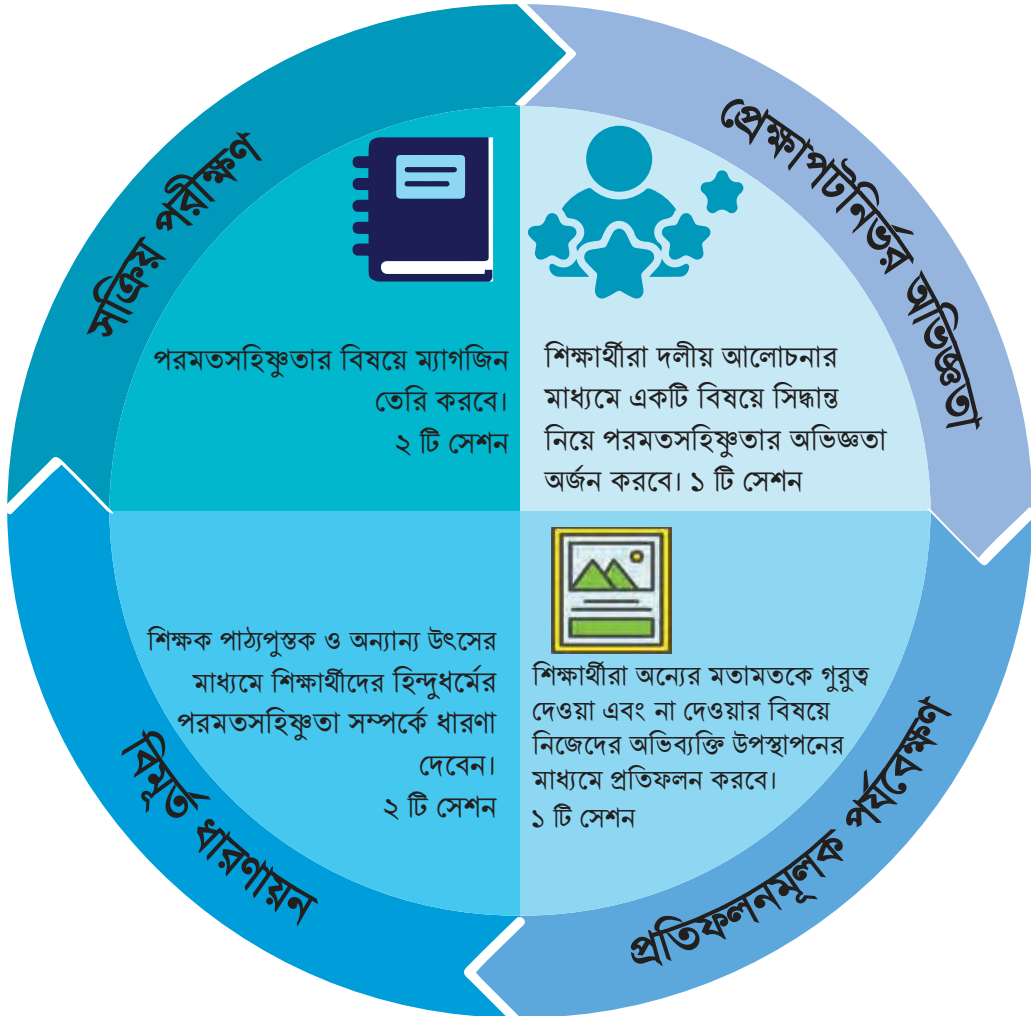 প্রেক্ষাপটনির্ভর অভিজ্ঞতা
শিক্ষার্থীরা দলীয় আলোচনার
মাধ্যমে একটি বিষয়ে সিদ্ধান্ত
নিয়ে পরমতসহিষ্ণুতার অভিজ্ঞতা
অর্জন করবে। ১ টি সেশন
প্রতিফলনমূলক পর্যবেক্ষণ
শিক্ষার্থীরা অন্যের মতামতকে গুরুত্ব
দেওয়া এবং না দেওয়ার বিষয়ে
নিজেদের অভিব্যক্তি উপস্থাপনের
মাধ্যমে প্রতিফলন করবে।
১ টি সেশন
বিমূর্ত ধারণায়ন
শিক্ষক পাঠ্যপুস্তক ও অন্যান্য উৎসের
মাধ্যমে শিক্ষার্থীদের হিন্দুধর্মের
পরমতসহিষ্ণুতা সম্পর্কে ধারণা
দেবেন।
২ টি সেশন
সক্রিয় পরীক্ষণ
পরমতসহিষ্ণুতার বিষয়ে ম্যাগজিন
তেরি করবে।
২ টি সেশন